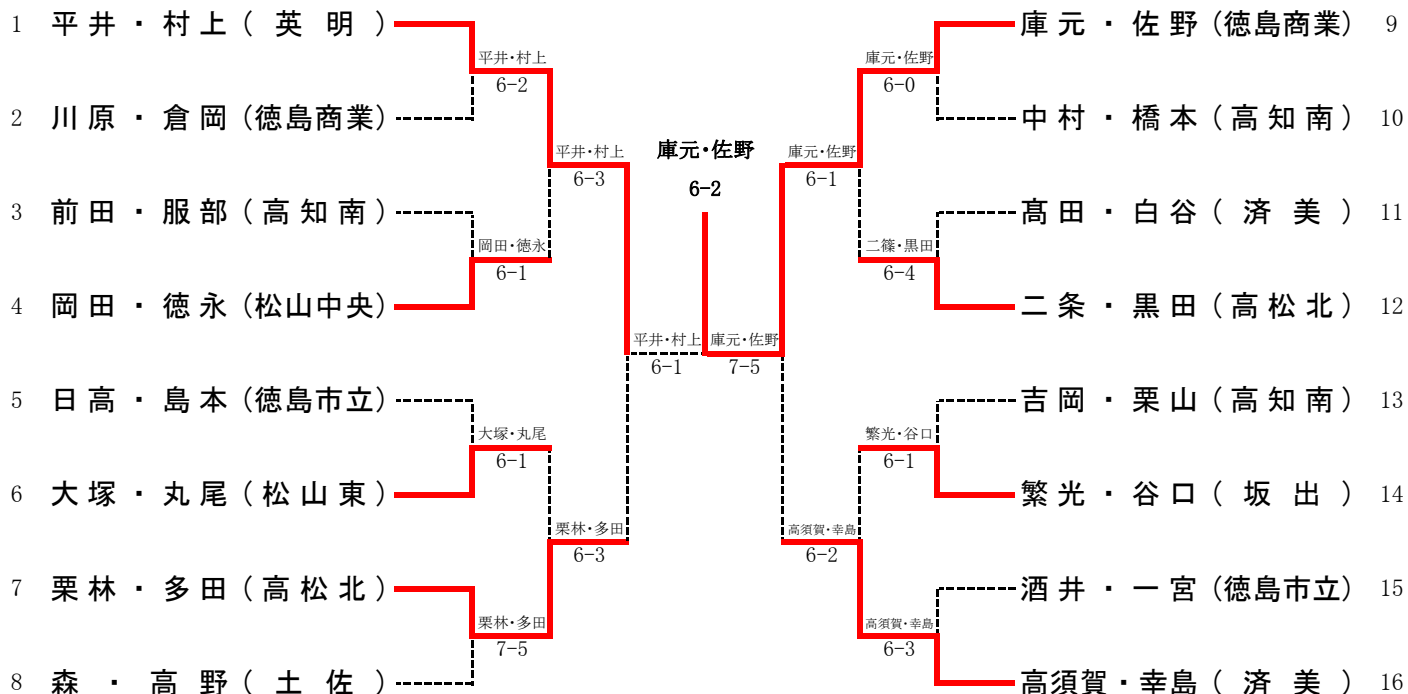 1 平井・村上(英明)
2 川原・倉岡(徳島商業)
3 前田・服部(高知南)
4 岡田・徳永(松山中央)
5 日高・島本(徳島市立)
6 大塚・丸尾(松山東)
7 栗林・多田(高松北)
8 森・高野(土佐)
平井・村上
6-2
岡田・徳永
6-1
大塚・丸尾
6-1
栗林・多田
7-5
平井・村上
6-3
栗林・多田
6-3
平井・村上
6-1
庫元・佐野
6-2
庫元・佐野
7-5
庫元・佐野
6-1
高須賀・幸島
6-2
庫元・佐野
6-0
二篠・黒田
6-4
繁光・谷口
6-1
高須賀・幸島
6-3
庫元・佐野(徳島商業) 9
中村・橋本(高知南) 10
髙田・白谷(済美) 11
二条・黒田(高松北) 12
吉岡・栗山(高知南) 13
繁光・谷口(坂出) 14
酒井・一宮(徳島市立) 15
高須賀・幸島(済美) 16